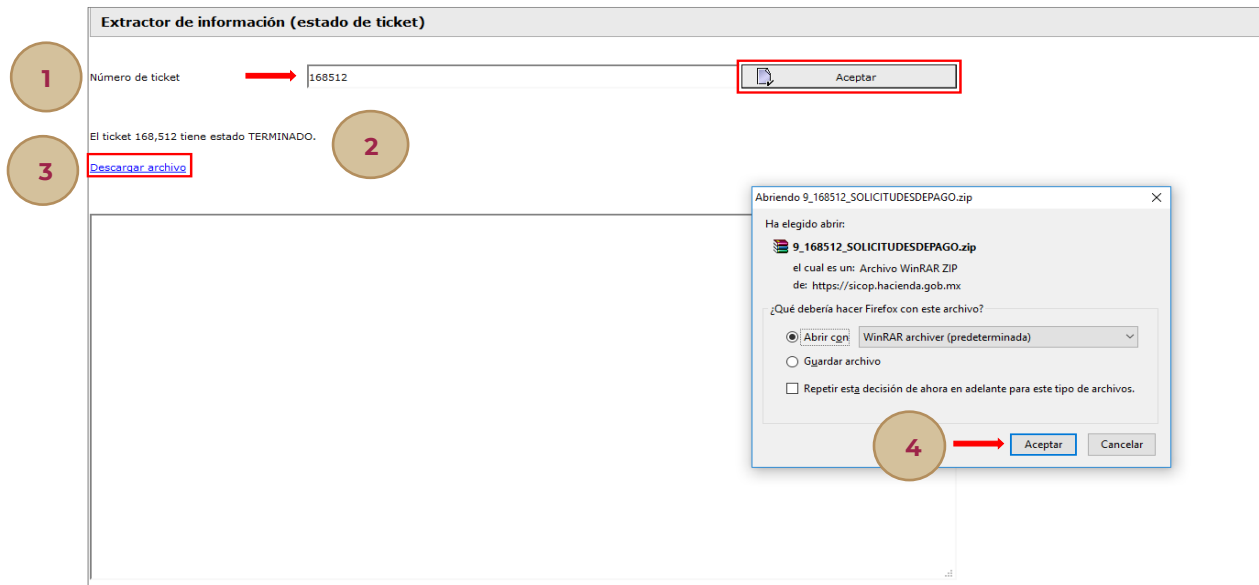 Extractor de información (estado de ticket)
1
Número de ticket
168512
Aceptar
El ticket 168,512 tiene estado TERMINADO.
2
3
Descargar archivo
Abriendo 9_168512_SOLICITUDESDEPAGO.zip
Ha elegido abrir:
9_168512_SOLICITUDESDEPAGO.zip
el cual es un: Archivo WinRAR ZIP
de: https://sicop.hacienda.gob.mx
¿Qué debería hacer Firefox con este archivo?
Abrir con
WinRAR archiver (predeterminada)
Guardar archivo
Repetir esta decisión de ahora en adelante para este tipo de archivos.
4
Aceptar
Cancelar